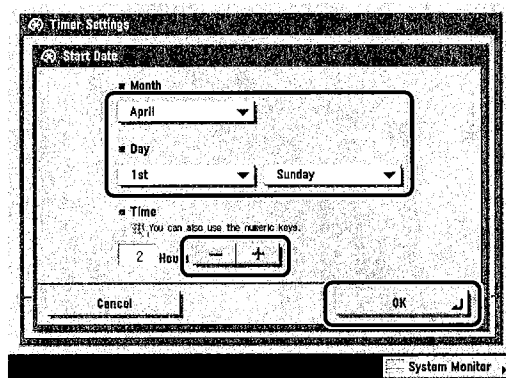 Timer Settings
Start Date
Month
April
Day
1st Sunday
Time
You can also use the numeric keys.
2 Hours - +
Cancel OK
System Monitor